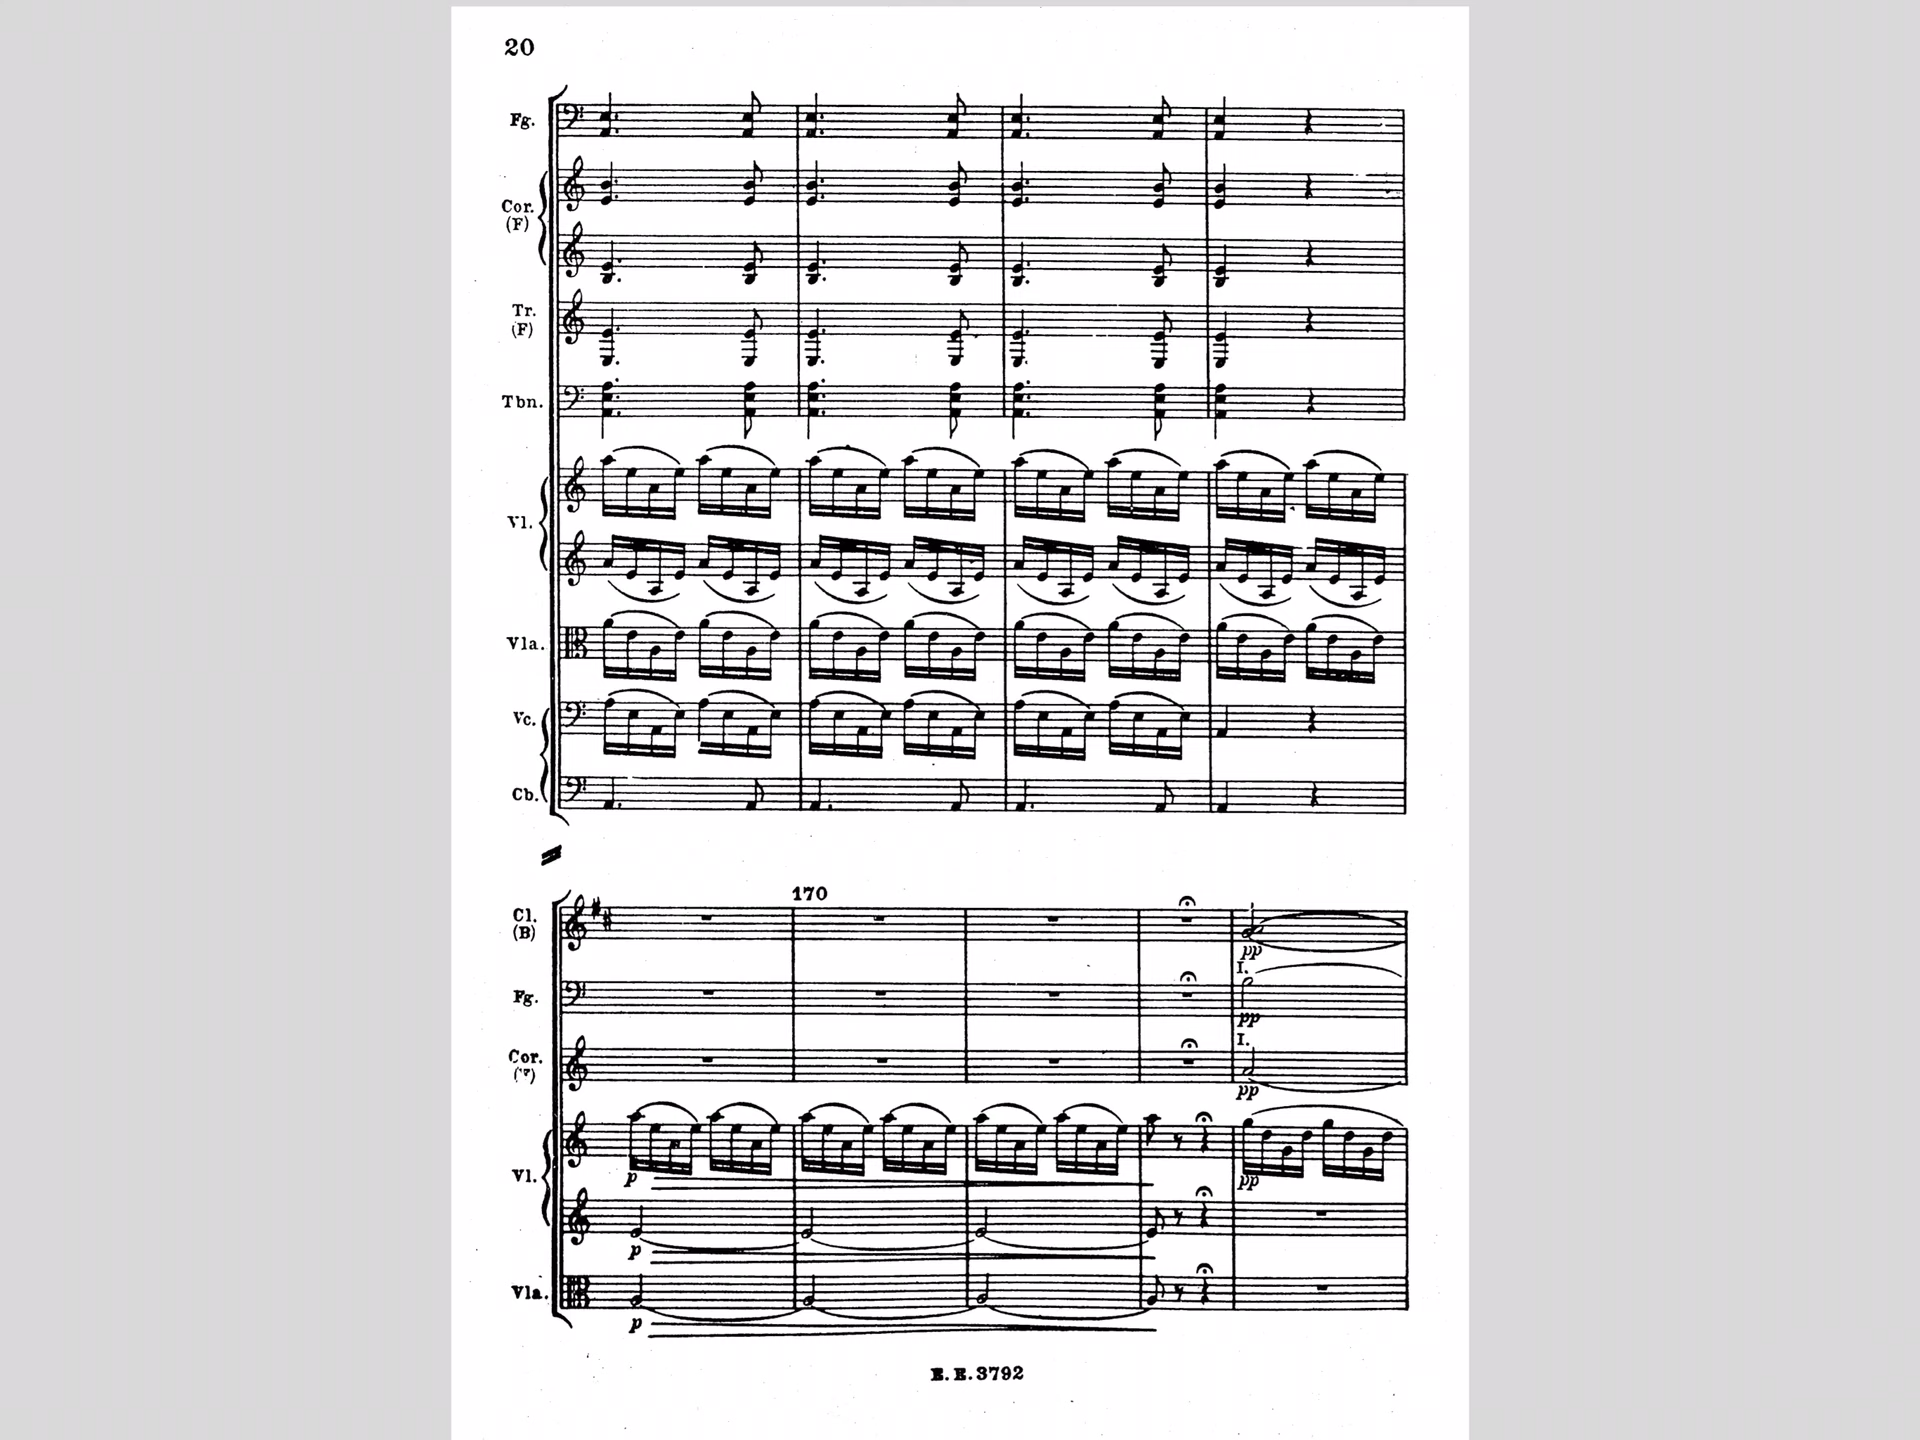 20
Fg.
Cor.
(F)
Tr.
(F)
Tbn.
Vl.
Vla.
Vc.
Cb.
170
Cl.
(B)
pp
I.
Fg.
pp
I.
Cor.
(F)
pp
Vl.
p
pp
p
Vla.
p
E. E. 3792